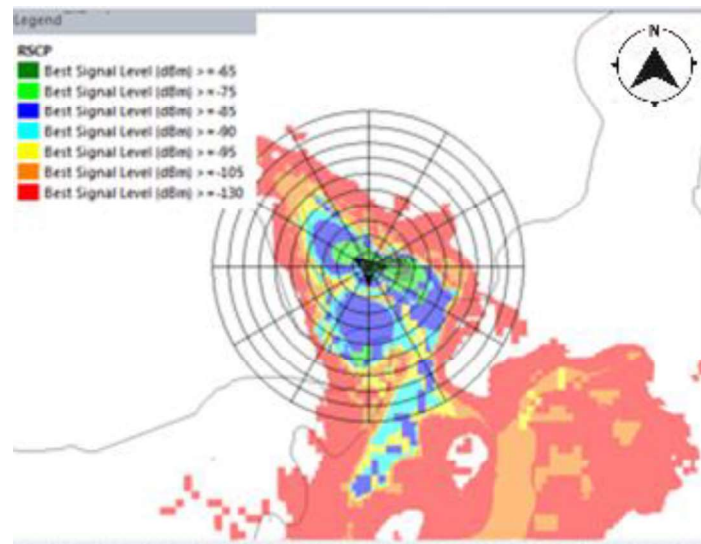 Legend
N
RSCP
Best Signal Level (dBm) >=-65
Best Signal Level (dBm) >=-75
Best Signal Level (dBm) >=-85
Best Signal Level (dBm) >=-90
Best Signal Level (dBm) >=-95
Best Signal Level (dBm) >=-105
Best Signal Level (dBm) >=-130